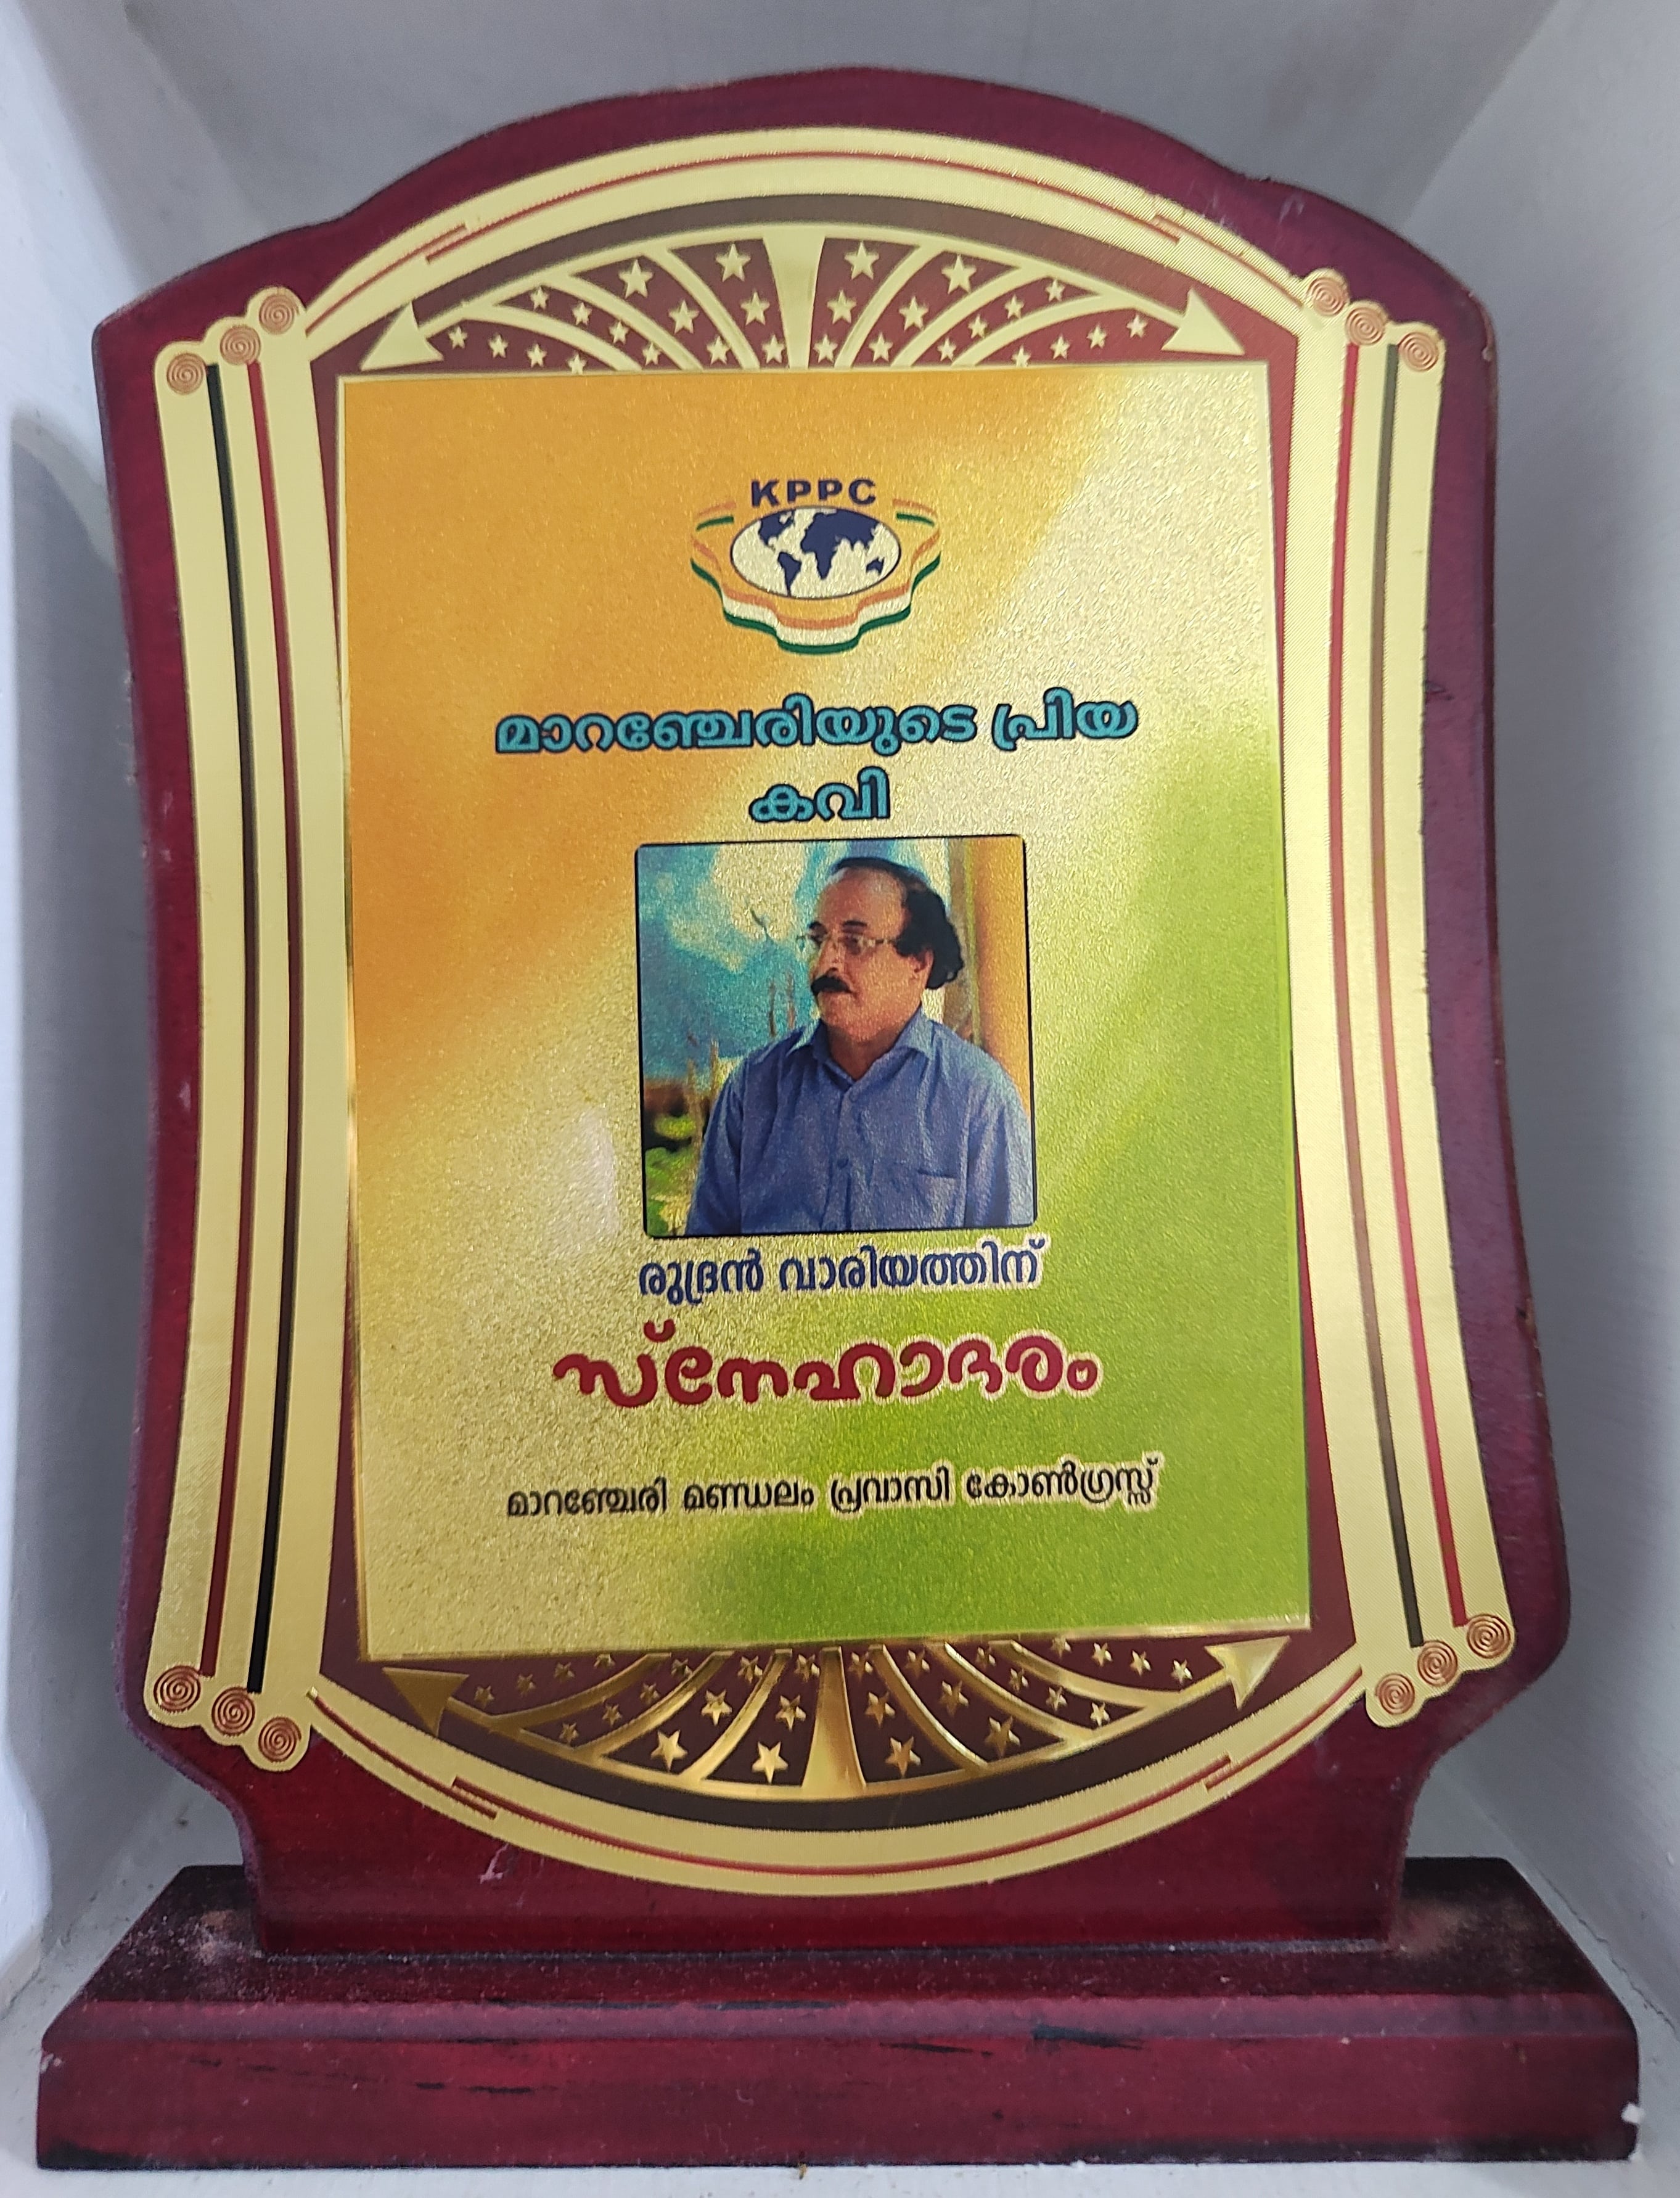 KPPC
മാറഞ്ചേരിയുടെ പ്രിയ
കവി
രുദ്രൻ വാരിയത്തിന്
സ്നേഹാദരം
മാറഞ്ചേരി മണ്ഡലം പ്രവാസി കോൺഗ്രസ്സ്